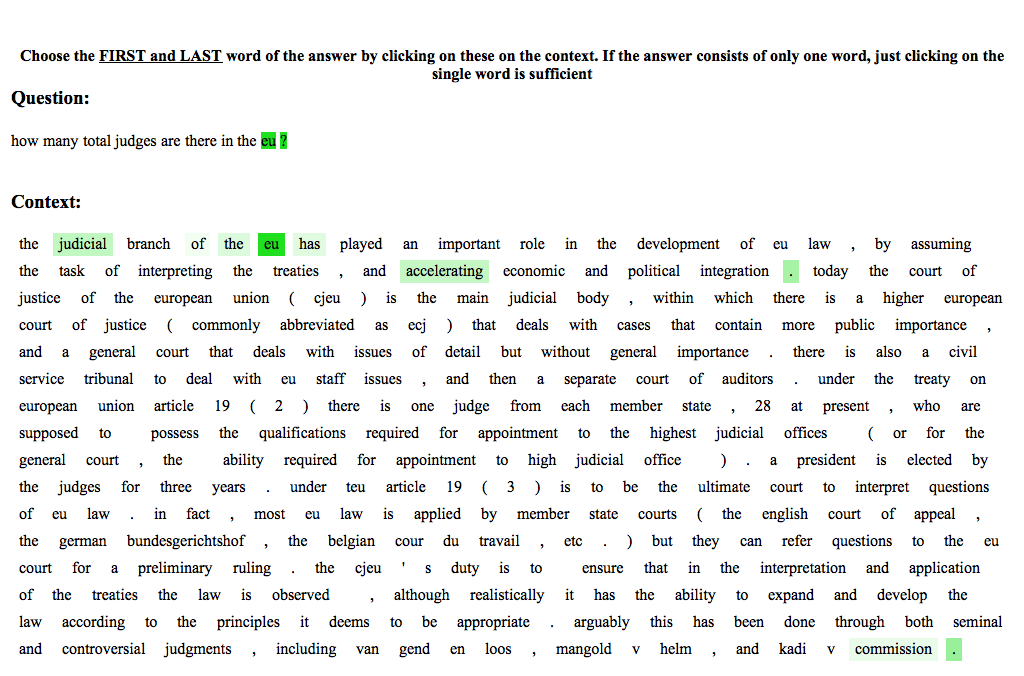 Choose the FIRST and LAST word of the answer by clicking on these on the context. If the answer consists of only one word, just clicking on the
single word is sufficient
Question:
how many total judges are there in the eu ?
Context:
the judicial branch of the eu has played an important role in the development of eu law , by assuming
the task of interpreting the treaties , and accelerating economic and political integration . today the court of
justice of the european union ( cjeu ) is the main judicial body , within which there is a higher european
court of justice ( commonly abbreviated as ecj ) that deals with cases that contain more public importance ,
and a general court that deals with issues of detail but without general importance . there is also a civil
service tribunal to deal with eu staff issues , and then a separate court of auditors . under the treaty on
european union article 19 ( 2 ) there is one judge from each member state , 28 at present , who are
supposed to possess the qualifications required for appointment to the highest judicial offices ( or for the
general court , the ability required for appointment to high judicial office ) . a president is elected by
the judges for three years . under teu article 19 ( 3 ) is to be the ultimate court to interpret questions
of eu law . in fact , most eu law is applied by member state courts ( the english court of appeal ,
the german bundesgerichtshof , the belgian cour du travail , etc . ) but they can refer questions to the eu
court for a preliminary ruling . the cjeu ' s duty is to ensure that in the interpretation and application
of the treaties the law is observed , although realistically it has the ability to expand and develop the
law according to the principles it deems to be appropriate . arguably this has been done through both seminal
and controversial judgments , including van gend en loos , mangold v helm , and kadi v commission .